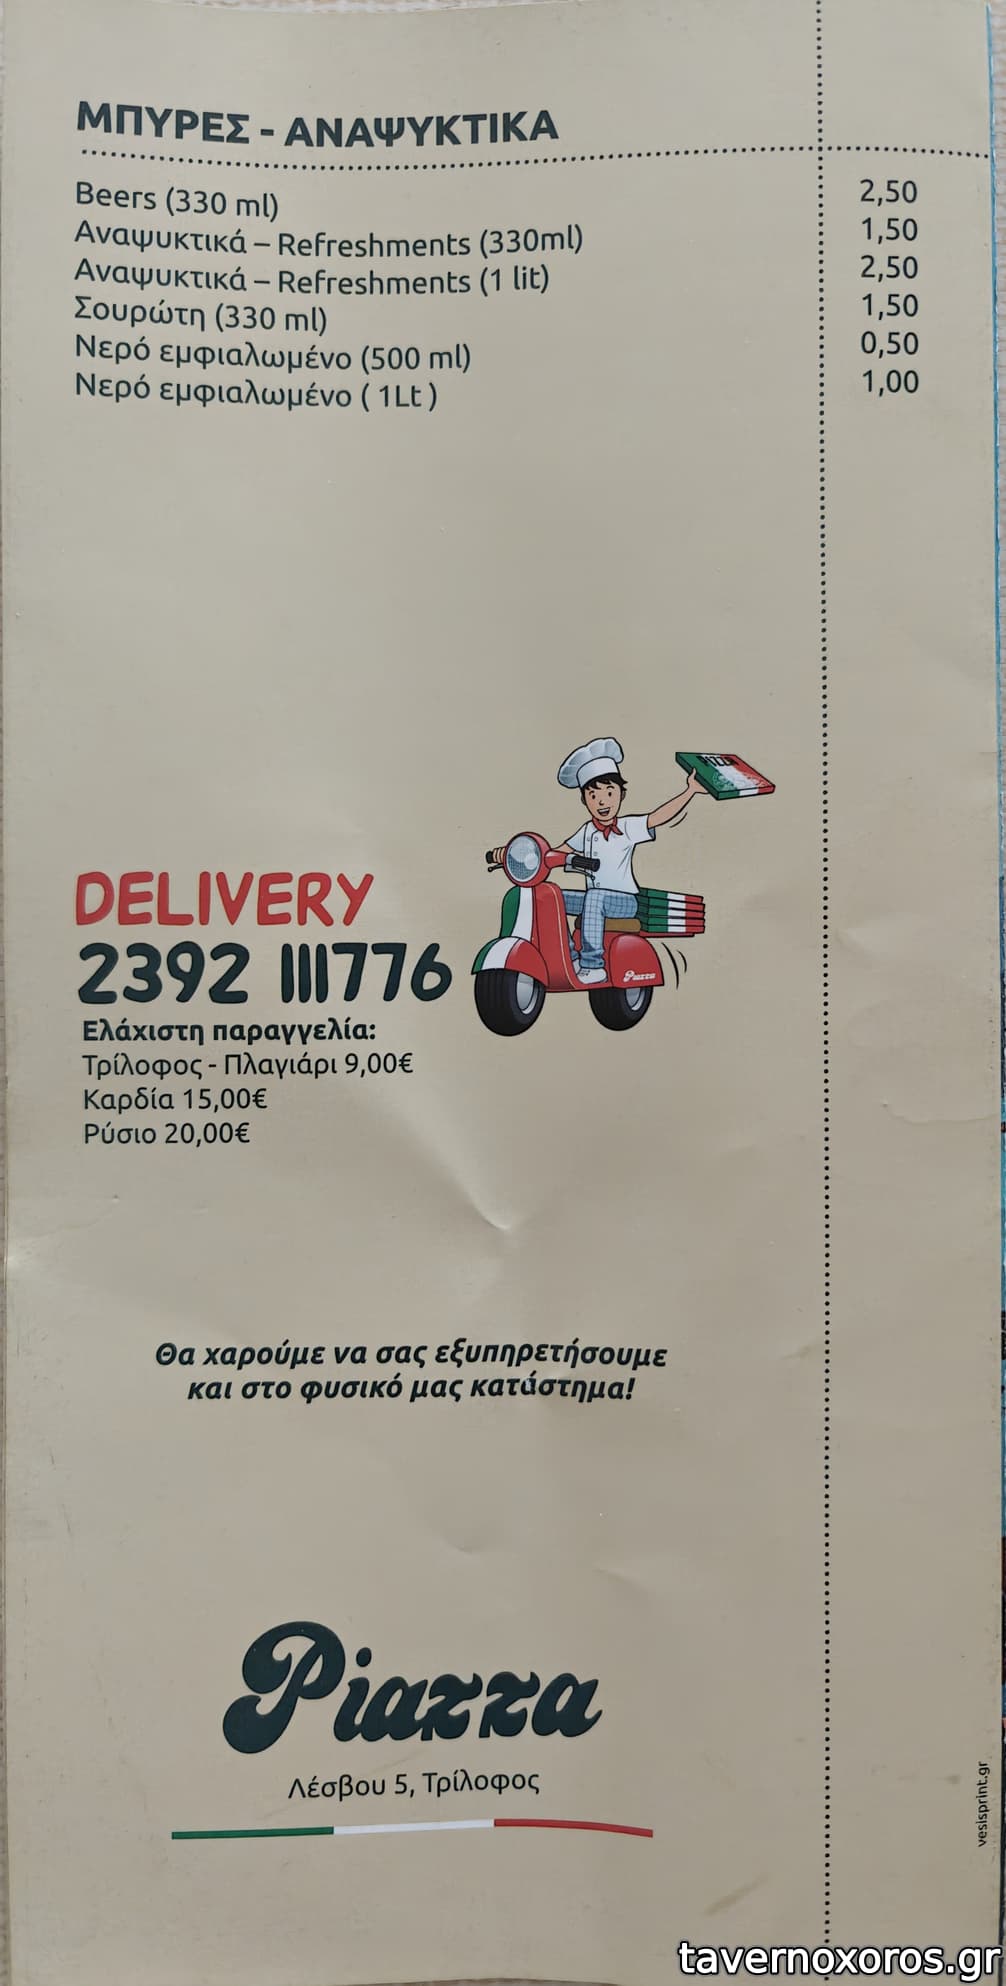 ΜΠΥΡΕΣ - ΑΝΑΨΥΚΤΙΚΑ
Beers (330 ml) 2,50
Αναψυκτικά – Refreshments (330ml) 1,50
Αναψυκτικά – Refreshments (1 lit) 2,50
Σουρώτη (330 ml) 1,50
Νερό εμφιαλωμένο (500 ml) 0,50
Νερό εμφιαλωμένο ( 1Lt ) 1,00
PIZZA
DELIVERY
2392 111776
Piazza
Ελάχιστη παραγγελία:
Τρίλοφος - Πλαγιάρι 9,00€
Καρδία 15,00€
Ρύσιο 20,00€
Θα χαρούμε να σας εξυπηρετήσουμε
και στο φυσικό μας κατάστημα!
Piazza
Λέσβου 5, Τρίλοφος
vesisprint.gr
tavernoxoros.gr